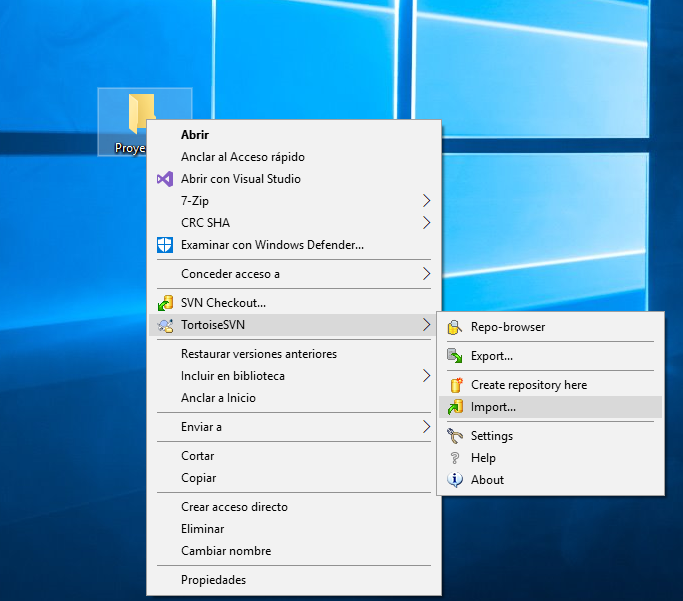 Abrir
Anclar al Acceso rápido
Abrir con Visual Studio
7-Zip
CRC SHA
Examinar con Windows Defender...
Conceder acceso a
SVN Checkout...
TortoiseSVN
Restaurar versiones anteriores
Incluir en biblioteca
Anclar a Inicio
Enviar a
Cortar
Copiar
Crear acceso directo
Eliminar
Cambiar nombre
Propiedades
Repo-browser
Export...
Create repository here
Import...
Settings
Help
About